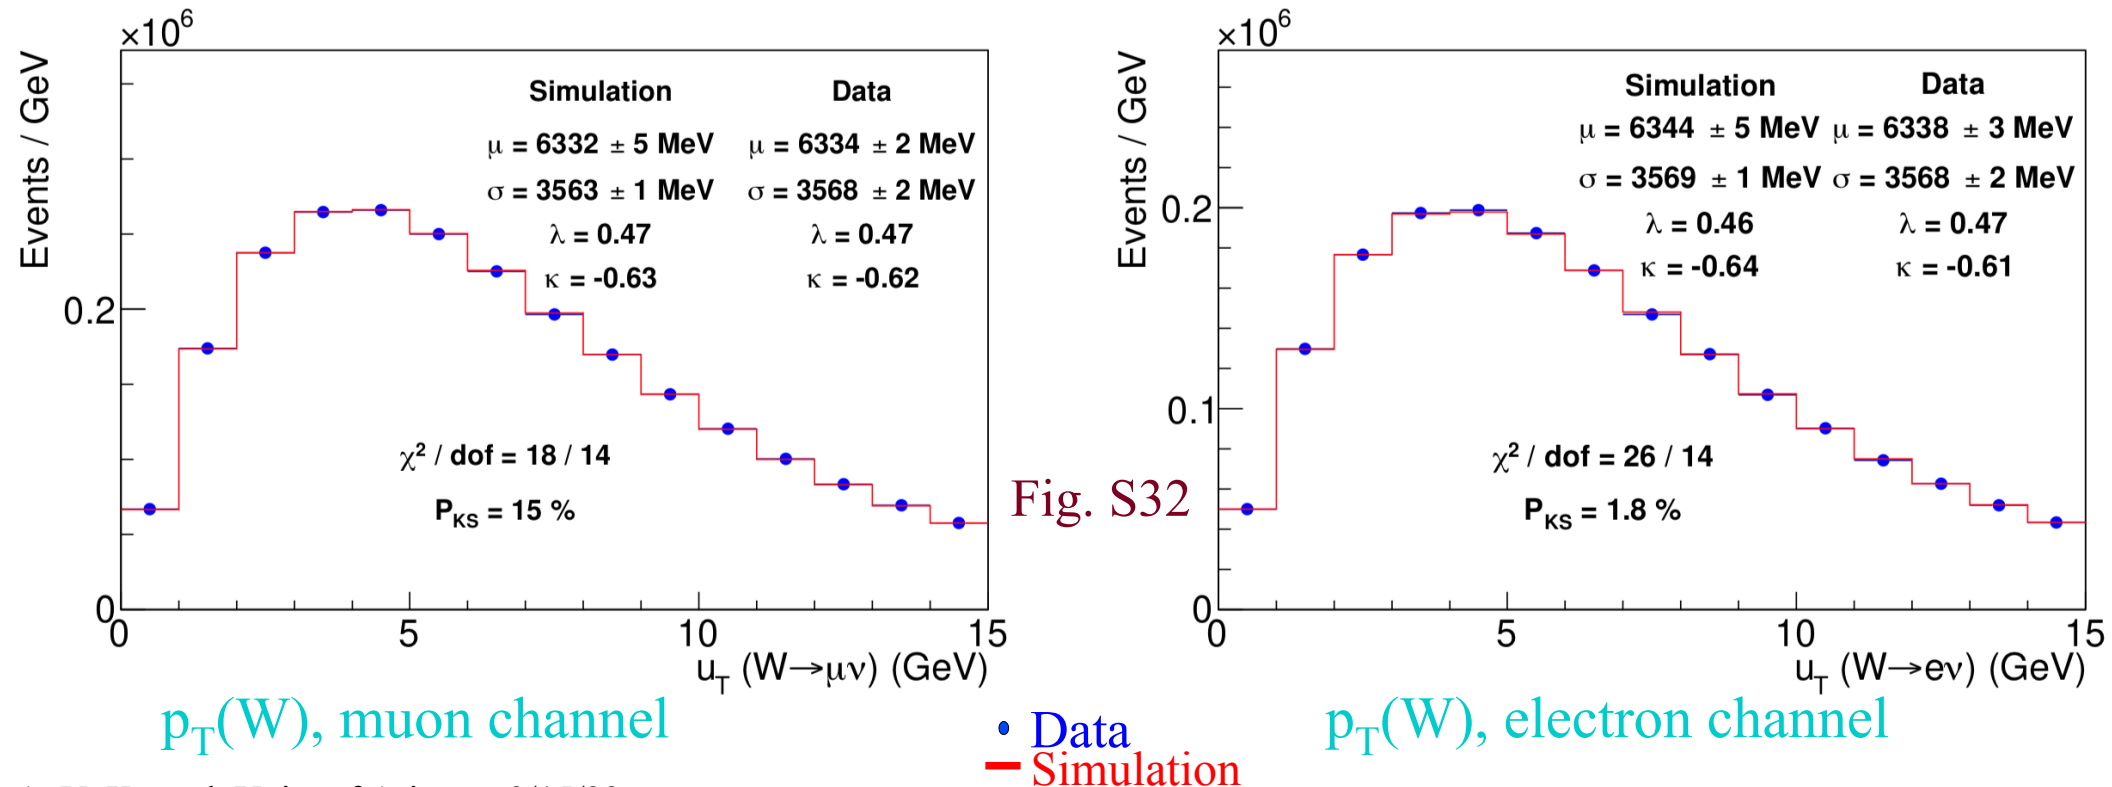 ×10⁶
Events / GeV
Simulation Data
μ = 6332 ± 5 MeV μ = 6334 ± 2 MeV
σ = 3563 ± 1 MeV σ = 3568 ± 2 MeV
λ = 0.47 λ = 0.47
κ = -0.63 κ = -0.62
0.2
χ² / dof = 18 / 14
P_KS = 15 %
0
0 5 10 15
u_T (W→μν) (GeV)
p_T(W), muon channel
Fig. S32
×10⁶
Events / GeV
Simulation Data
μ = 6344 ± 5 MeV μ = 6338 ± 3 MeV
σ = 3569 ± 1 MeV σ = 3568 ± 2 MeV
λ = 0.46 λ = 0.47
κ = -0.64 κ = -0.61
0.2
0.1
χ² / dof = 26 / 14
P_KS = 1.8 %
0
0 5 10 15
u_T (W→eν) (GeV)
p_T(W), electron channel
Data
Simulation